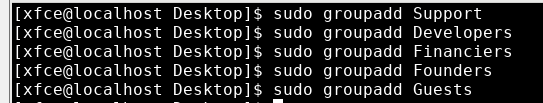 [xfce@localhost Desktop]$ sudo groupadd Support
[xfce@localhost Desktop]$ sudo groupadd Developers
[xfce@localhost Desktop]$ sudo groupadd Financiers
[xfce@localhost Desktop]$ sudo groupadd Founders
[xfce@localhost Desktop]$ sudo groupadd Guests